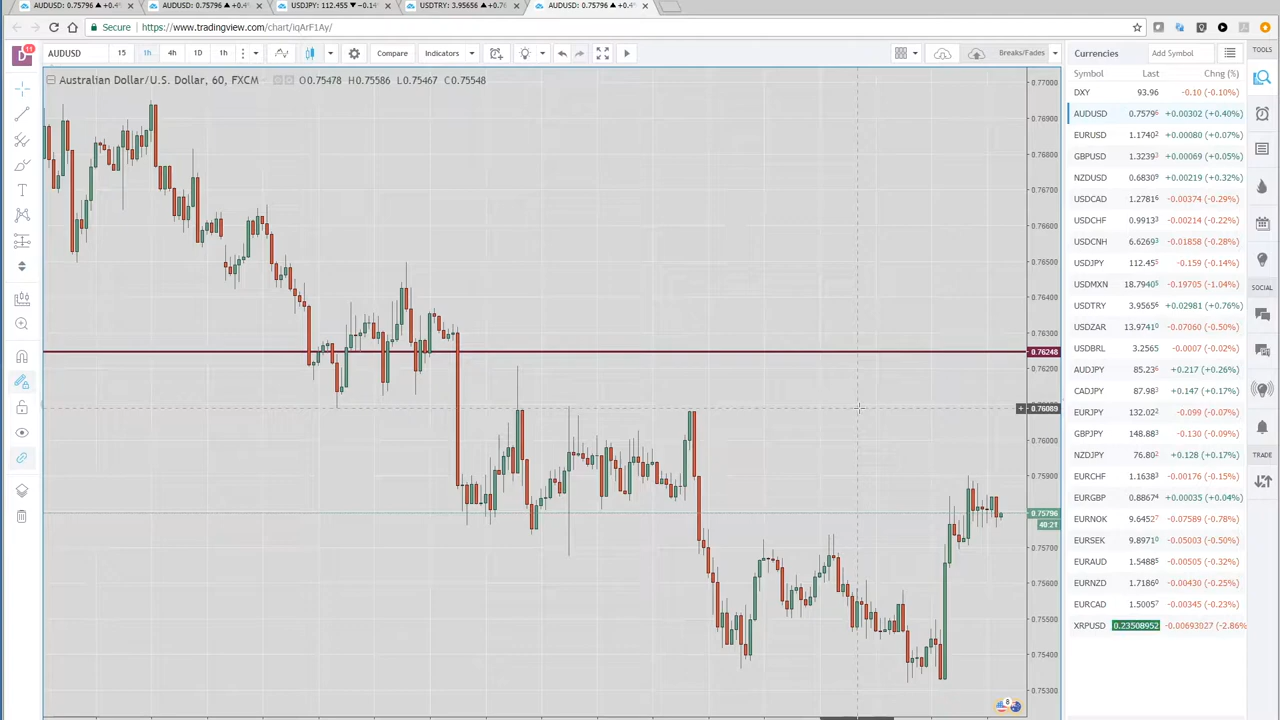 AUDUSD: 0.75796 ▲ +0.4%
AUDUSD: 0.75796 ▲ +0.4%
USDJPY: 112.455 ▼ −0.14%
USDTRY: 3.95656 ▲ +0.7
AUDUSD: 0.75796 ▲ +0.4%
Secure | https://www.tradingview.com/chart/iqArF1Ay/
AUDUSD 15 1h 4h 1D 1h Compare Indicators Breaks/Fades
Currencies Add Symbol TOOLS
Australian Dollar/U.S. Dollar, 60, FXCM O0.75478 H0.75586 L0.75467 C0.75548
Symbol Last Chng (%)
DXY 93.96 -0.10 (-0.10%)
AUDUSD 0.75796 +0.00302 (+0.40%)
EURUSD 1.17402 +0.00080 (+0.07%)
GBPUSD 1.32393 +0.00069 (+0.05%)
NZDUSD 0.68309 +0.00219 (+0.32%)
USDCAD 1.27816 -0.00374 (-0.29%)
USDCHF 0.99133 -0.00214 (-0.22%)
USDCNH 6.62693 -0.01858 (-0.28%)
USDJPY 112.455 -0.159 (-0.14%)
USDMXN 18.79405 -0.19705 (-1.04%)
USDTRY 3.95656 +0.02981 (+0.76%)
USDZAR 13.97410 -0.07060 (-0.50%)
USDBRL 3.2565 -0.0007 (-0.02%)
AUDJPY 85.236 +0.217 (+0.26%)
CADJPY 87.982 +0.147 (+0.17%)
EURJPY 132.022 -0.099 (-0.07%)
GBPJPY 148.883 -0.130 (-0.09%)
NZDJPY 76.802 +0.128 (+0.17%)
EURCHF 1.16383 -0.00176 (-0.15%)
EURGBP 0.88674 +0.00035 (+0.04%)
EURNOK 9.64527 -0.07589 (-0.78%)
EURSEK 9.89710 -0.05003 (-0.50%)
EURAUD 1.54885 -0.00505 (-0.32%)
EURNZD 1.71860 -0.00430 (-0.25%)
EURCAD 1.50057 -0.00345 (-0.23%)
XRPUSD 0.23508952 -0.00693027 (-2.86%
SOCIAL
TRADE
0.77000
0.76900
0.76800
0.76700
0.76600
0.76500
0.76400
0.76300
0.76248
0.76200
0.76089
0.76000
0.75900
0.75796
40:21
0.75700
0.75600
0.75500
0.75400
0.75300
11
8